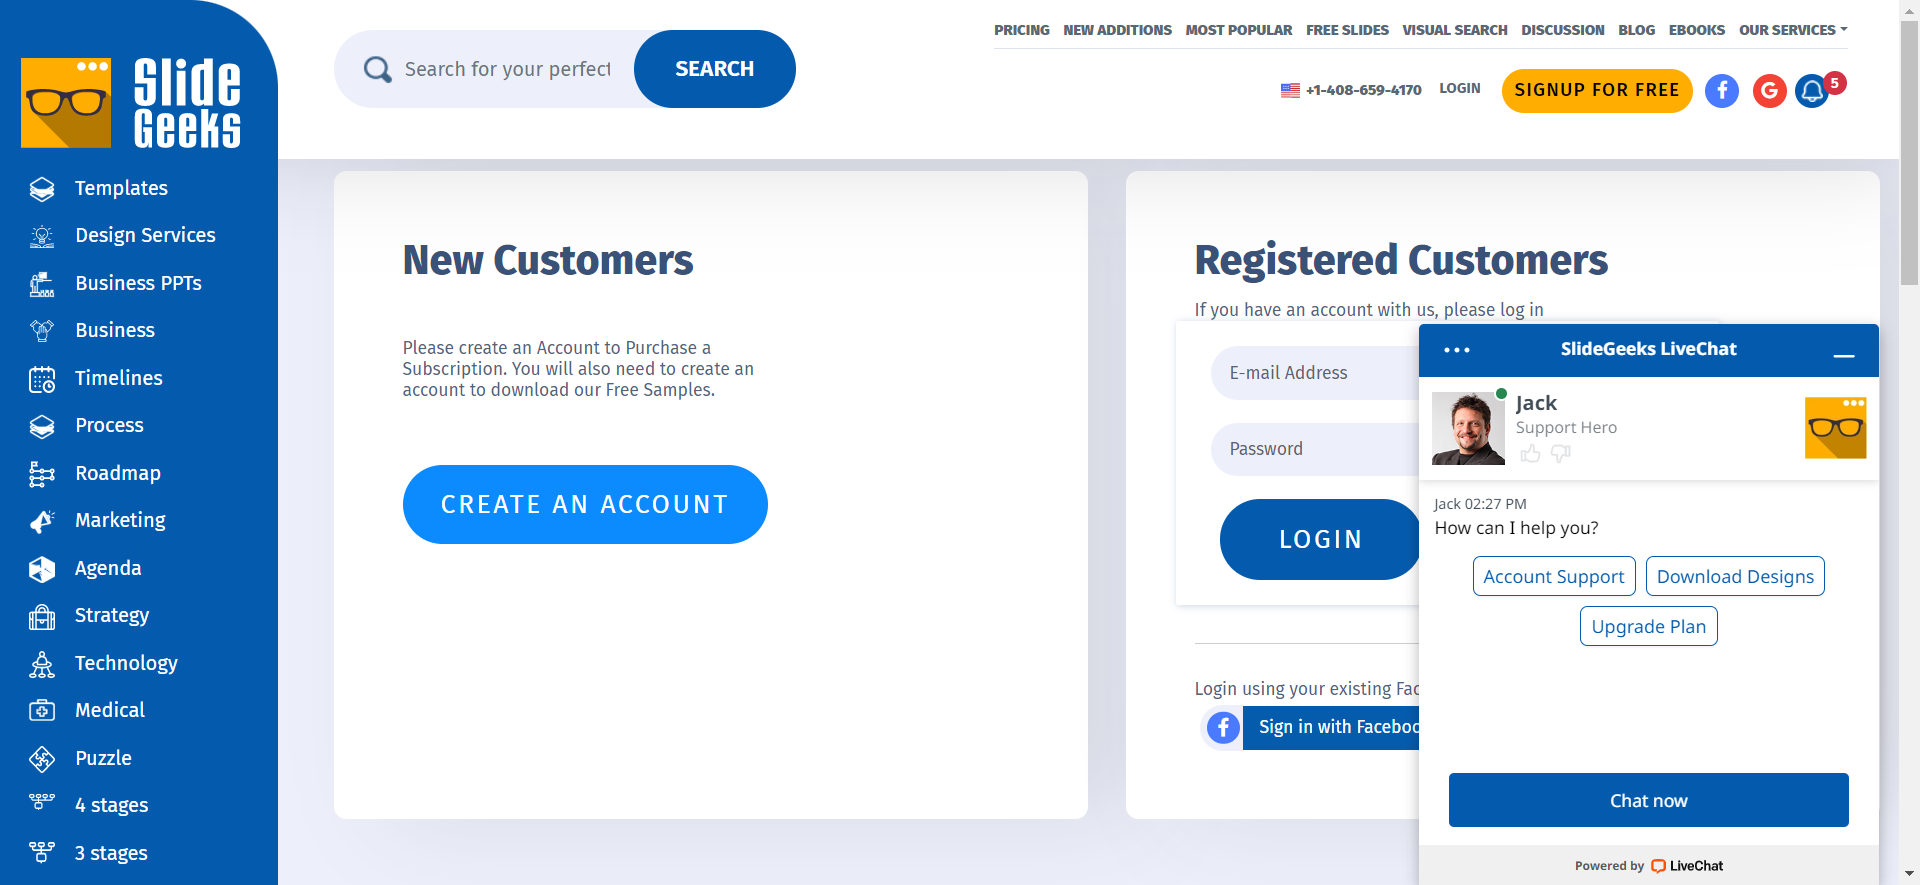 Slide
Geeks
Templates
Design Services
Business PPTs
Business
Timelines
Process
Roadmap
Marketing
Agenda
Strategy
Technology
Medical
Puzzle
4 stages
3 stages
Search for your perfect
SEARCH
PRICING NEW ADDITIONS MOST POPULAR FREE SLIDES VISUAL SEARCH DISCUSSION BLOG EBOOKS OUR SERVICES
+1-408-659-4170 LOGIN SIGNUP FOR FREE 5
New Customers
Please create an Account to Purchase a
Subscription. You will also need to create an
account to download our Free Samples.
CREATE AN ACCOUNT
Registered Customers
If you have an account with us, please log in
E-mail Address
Password
LOGIN
Login using your existing
Sign in with
SlideGeeks LiveChat
Jack
Support Hero
Jack 02:27 PM
How can I help you?
Account Support
Download Designs
Upgrade Plan
Chat now
Powered by LiveChat